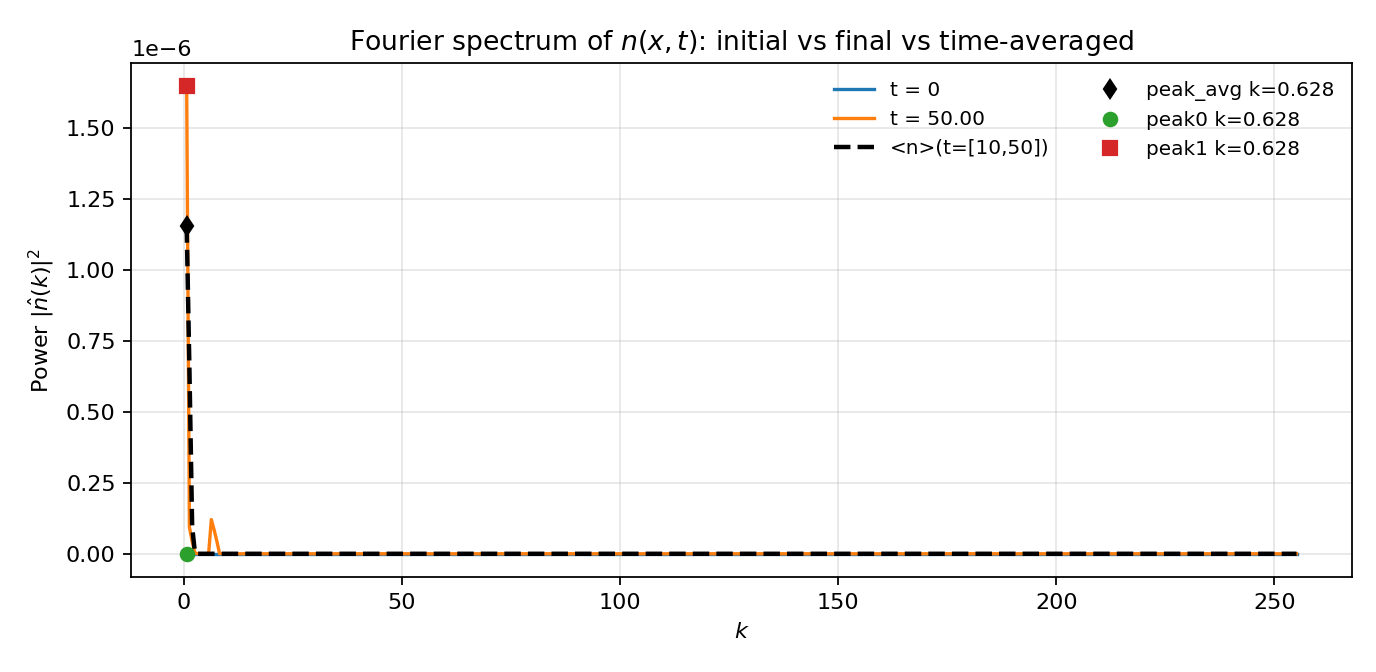 Fourier spectrum of n(x, t): initial vs final vs time-averaged
1e−6
1.50
1.25
1.00
0.75
0.50
0.25
0.00
Power |n̂(k)|²
t = 0
t = 50.00
<n>(t=[10,50])
peak_avg k=0.628
peak0 k=0.628
peak1 k=0.628
0 50 100 150 200 250
k